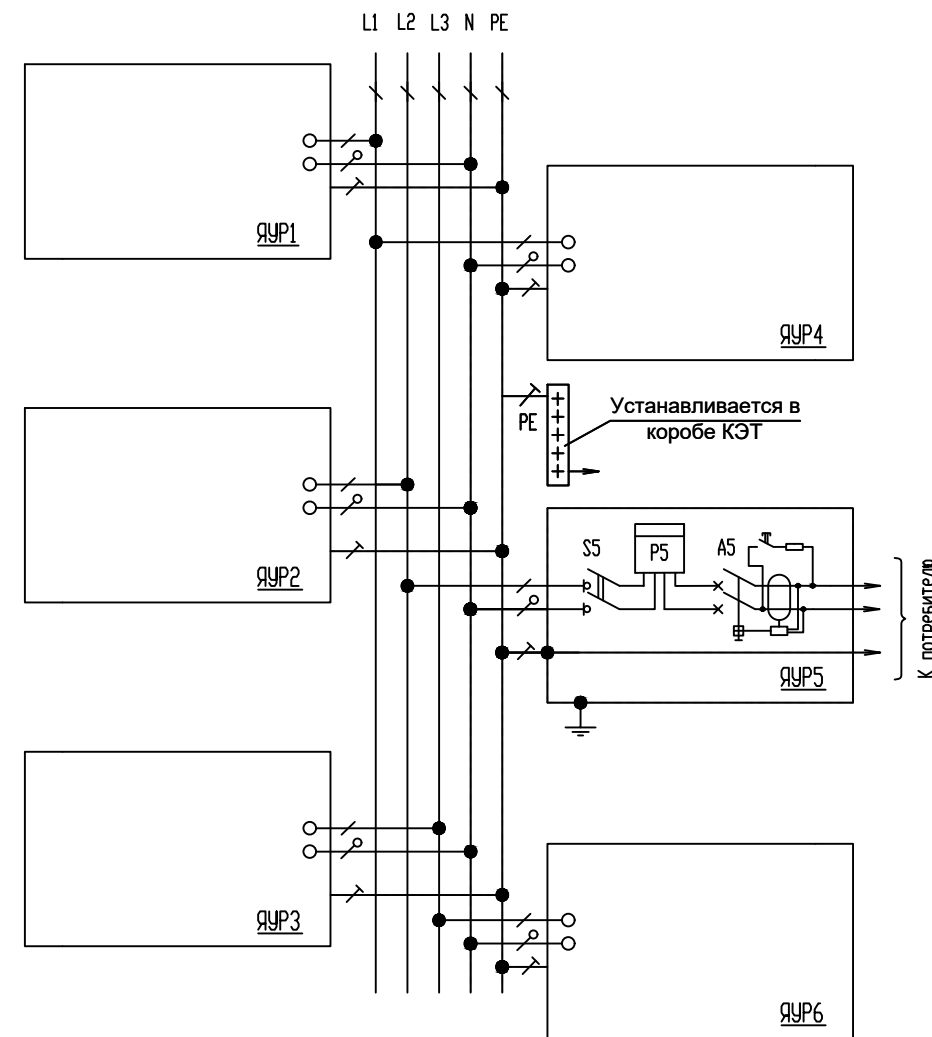 L1 L2 L3 N PE
ЯУР1
ЯУР4
PE
Устанавливается в
коробе КЭТ
ЯУР2
S5
P5
A5
ЯУР5
К ПОТРЕБИТЕЛЮ
ЯУР3
ЯУР6